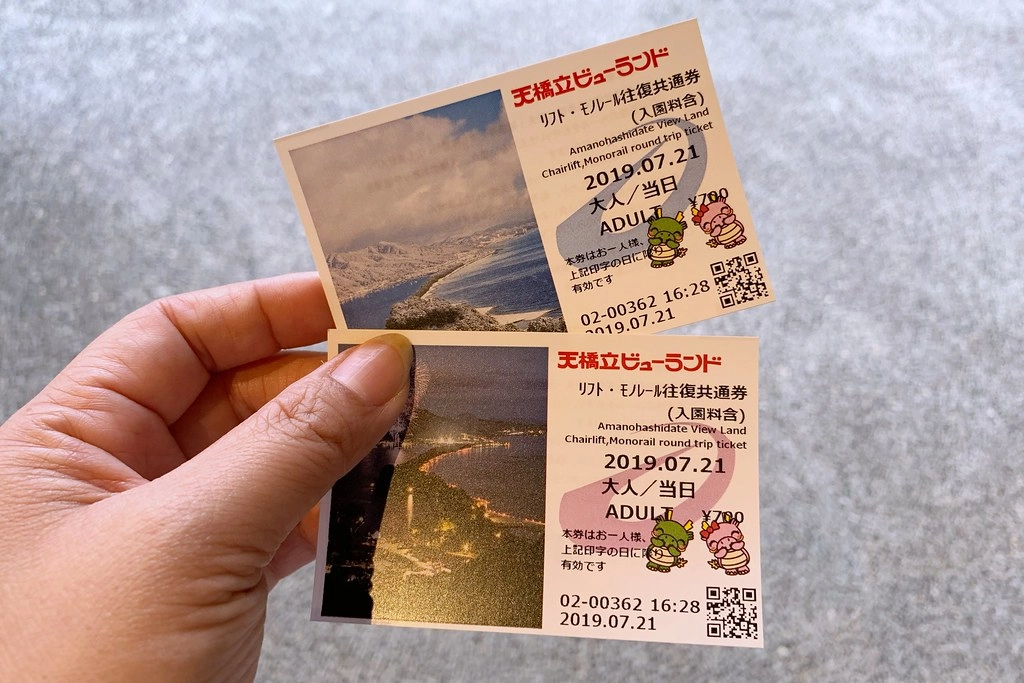 天橋立ビューランド
リフト・モノレール往復共通券
(入園料含)
Amanohashidate View Land
Chairlift,Monorail round trip ticket
2019.07.21
大人／当日
ADULT ¥700
本券はお一人様、
上記印字の日に限り
有効です
02-00362 16:28
2019.07.21
天橋立ビューランド
リフト・モノレール往復共通券
(入園料含)
Amanohashidate View Land
Chairlift,Monorail round trip ticket
2019.07.21
大人／当日
ADULT ¥700
本券はお一人様、
上記印字の日に限り
有効です
02-00362 16:28
2019.07.21